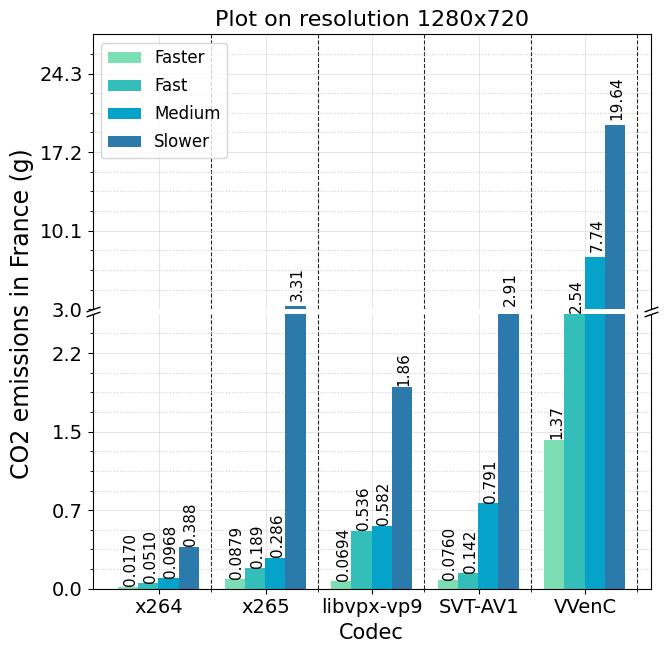 Plot on resolution 1280x720
Faster
Fast
Medium
Slower
CO2 emissions in France (g)
24.3
17.2
10.1
3.0
3.0
2.2
1.5
0.7
0.0
0.0170
0.0510
0.0968
0.388
0.0879
0.189
0.286
3.31
0.0694
0.536
0.582
1.86
0.0760
0.142
0.791
2.91
1.37
2.54
7.74
19.64
x264
x265
libvpx-vp9
SVT-AV1
VVenC
Codec